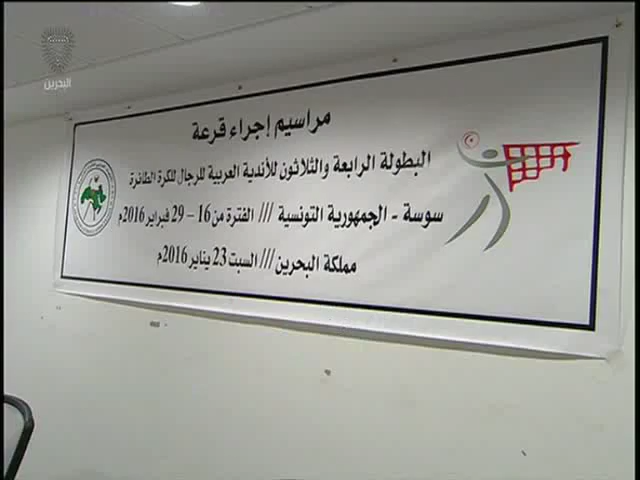 البحرين
مراسيم إجراء قرعة
البطولة الرابعة والثلاثون للأندية العربية للرجال للكرة الطائرة
سوسة - الجمهورية التونسية /// الفترة من 16 - 29 فبراير 2016م
مملكة البحرين /// السبت 23 يناير 2016م